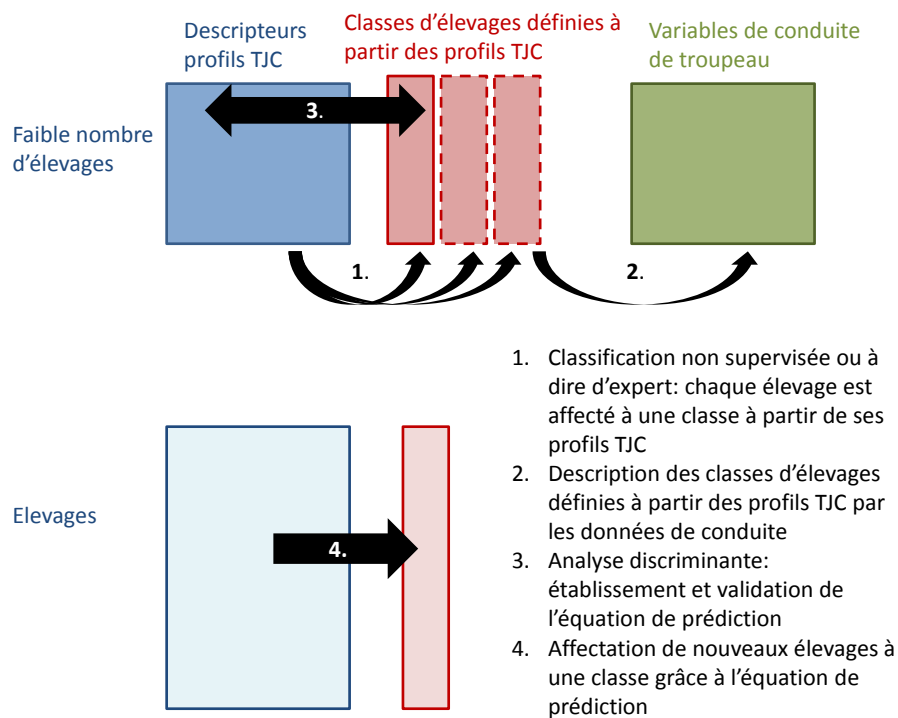 Descripteurs
profils TJC
Classes d'élevages définies à
partir des profils TJC
Variables de conduite
de troupeau
Faible nombre
d'élevages
3.
1.
2.
1. Classification non supervisée ou à
dire d'expert: chaque élevage est
affecté à une classe à partir de ses
profils TJC
2. Description des classes d'élevages
définies à partir des profils TJC par
les données de conduite
3. Analyse discriminante:
établissement et validation de
l'équation de prédiction
4. Affectation de nouveaux élevages à
une classe grâce à l'équation de
prédiction
Elevages
4.